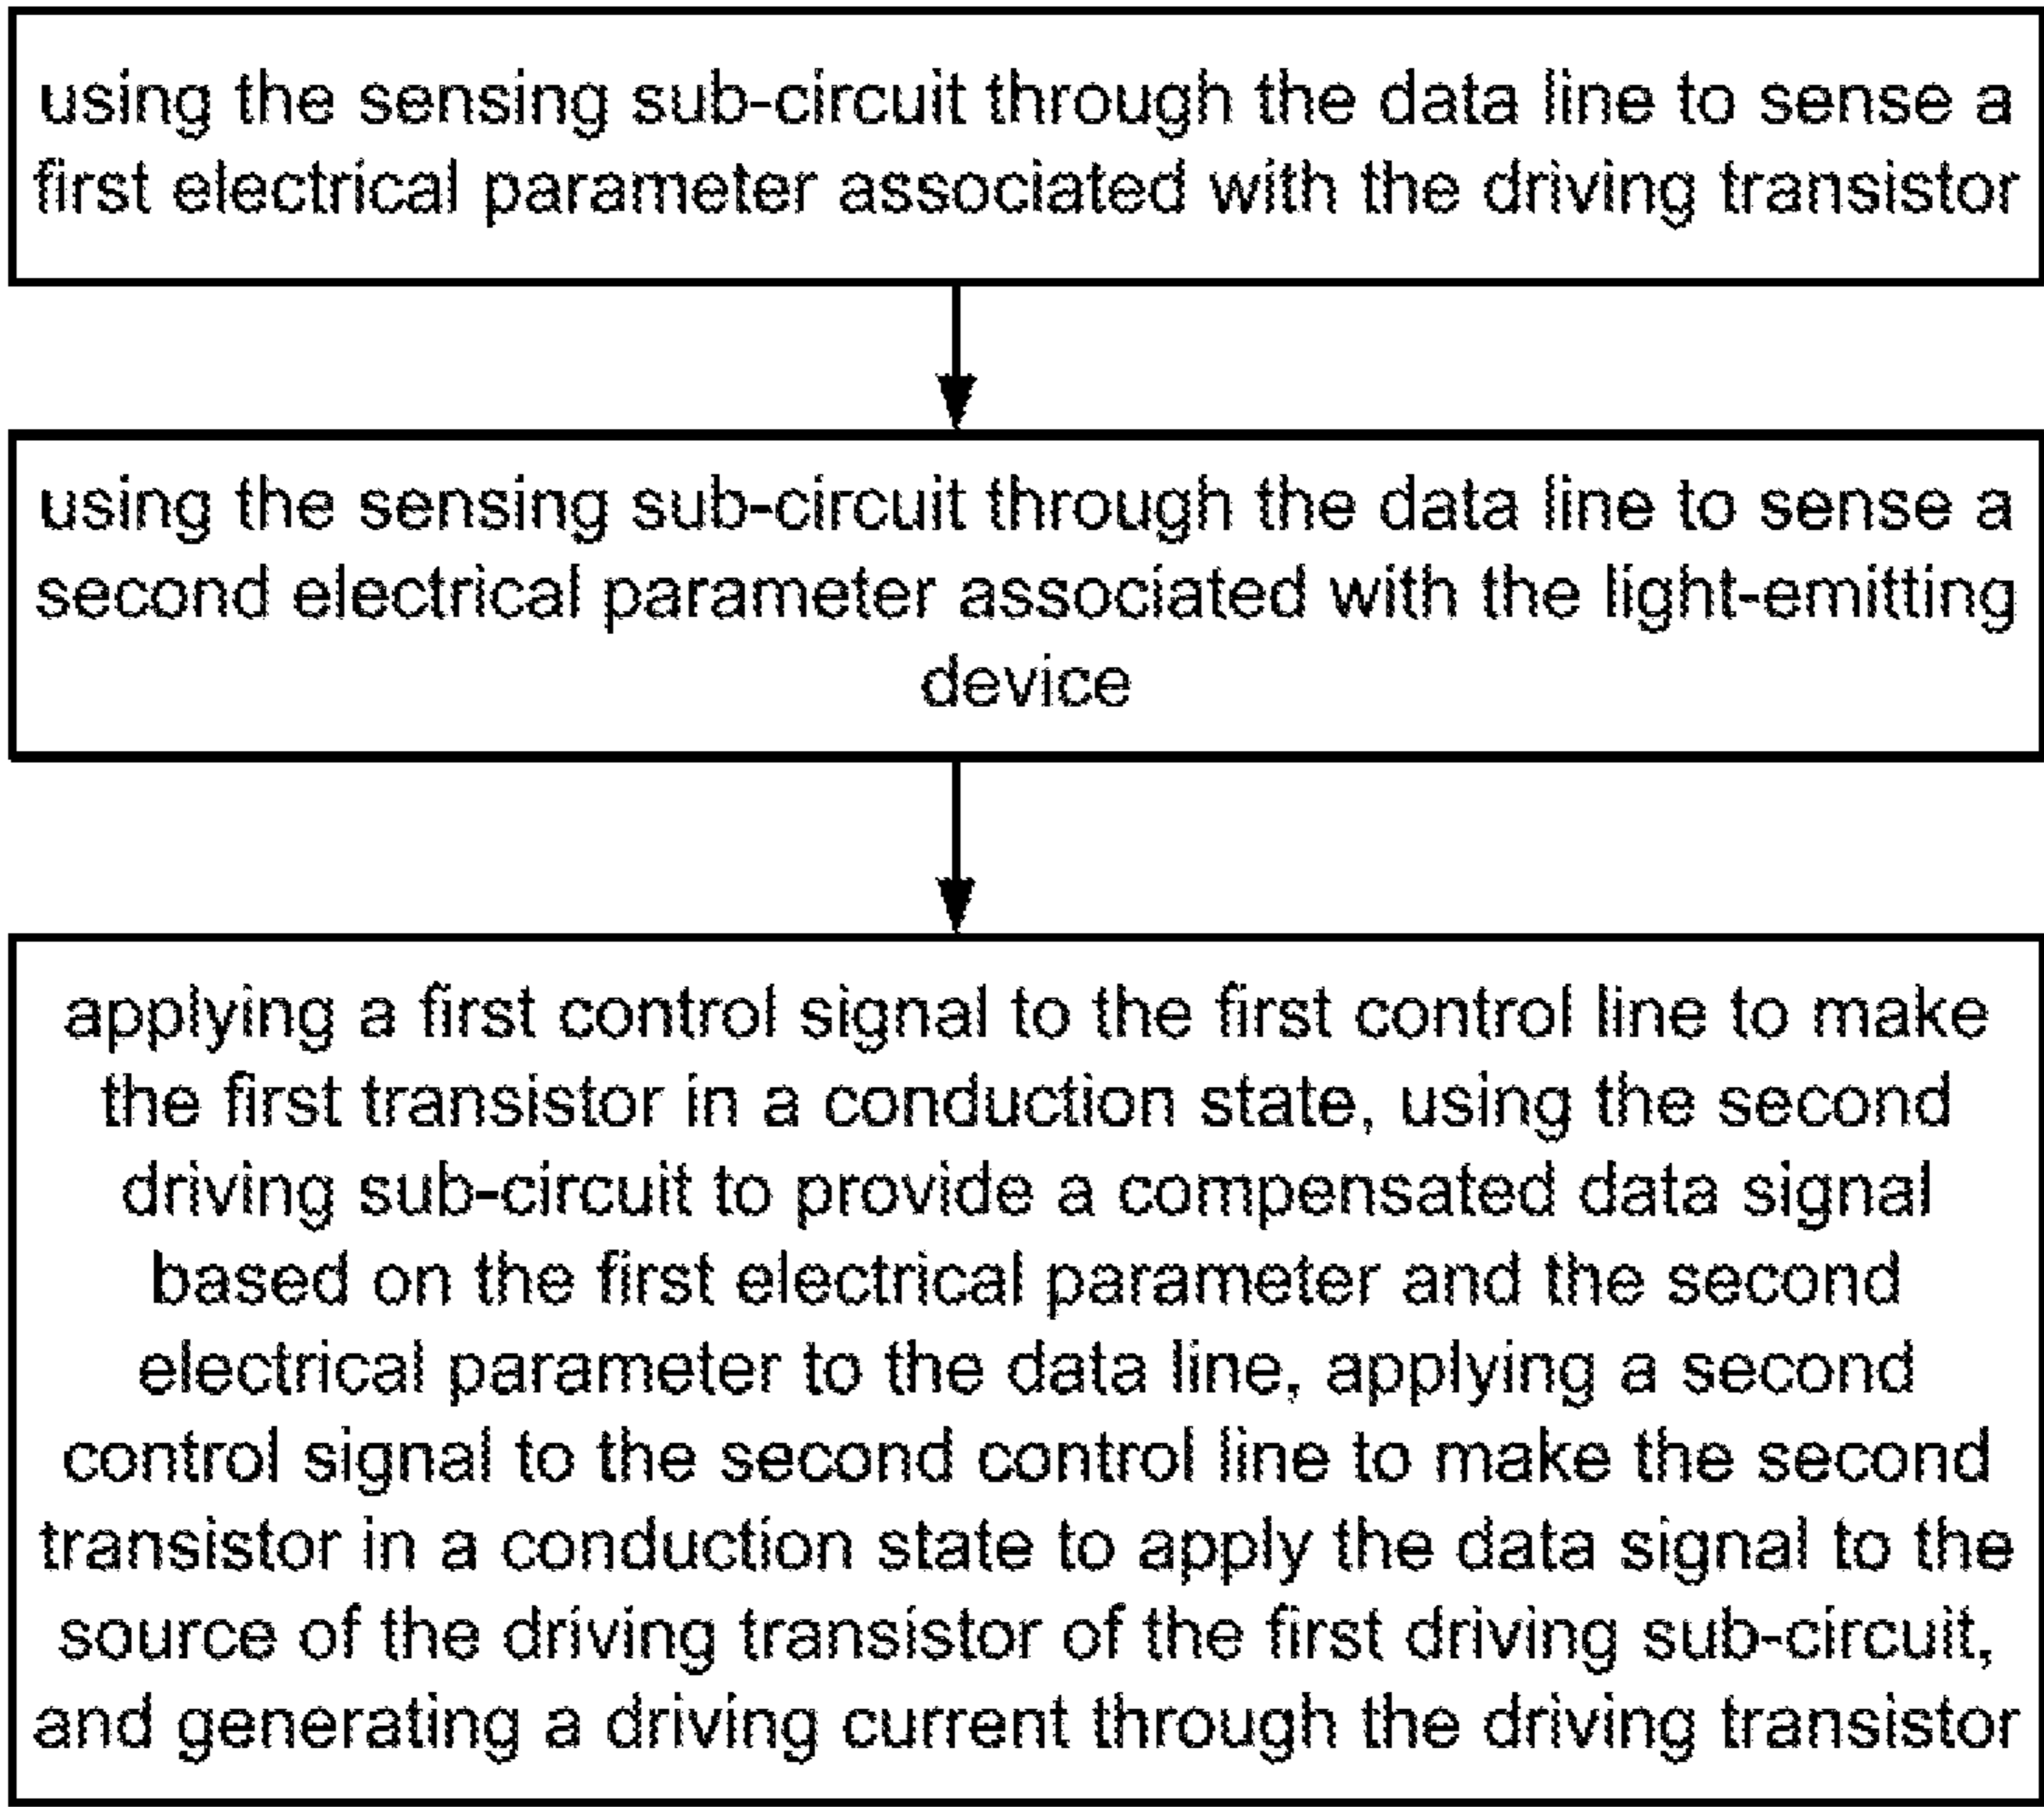 using the sensing sub-circuit through the data line to sense a
first electrical parameter associated with the driving transistor
using the sensing sub-circuit through the data line to sense a
second electrical parameter associated with the light-emitting
device
applying a first control signal to the first control line to make
the first transistor in a conduction state, using the second
driving sub-circuit to provide a compensated data signal
based on the first electrical parameter and the second
electrical parameter to the data line, applying a second
control signal to the second control line to make the second
transistor in a conduction state to apply the data signal to the
source of the driving transistor of the first driving sub-circuit,
and generating a driving current through the driving transistor